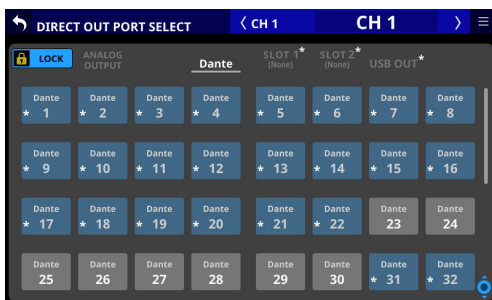 DIRECT OUT PORT SELECT
CH 1
CH 1
LOCK
ANALOG
OUTPUT
Dante
SLOT 1*
(None)
SLOT 2*
(None)
USB OUT*
Dante Dante Dante Dante Dante Dante Dante Dante
* 1 * 2 * 3 * 4 * 5 * 6 * 7 * 8
Dante Dante Dante Dante Dante Dante Dante Dante
* 9 * 10 * 11 * 12 * 13 * 14 * 15 * 16
Dante Dante Dante Dante Dante Dante Dante Dante
* 17 * 18 * 19 * 20 * 21 * 22 23 24
Dante Dante Dante Dante Dante Dante Dante Dante
25 26 27 28 29 30 * 31 * 32